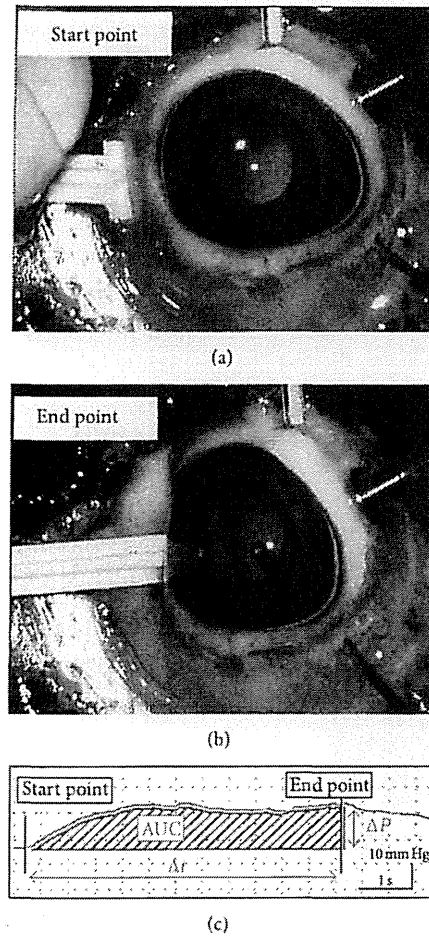 Start point
(a)
End point
(b)
Start point
End point
AUC
ΔP
Δt
10 mm Hg
1 s
(c)